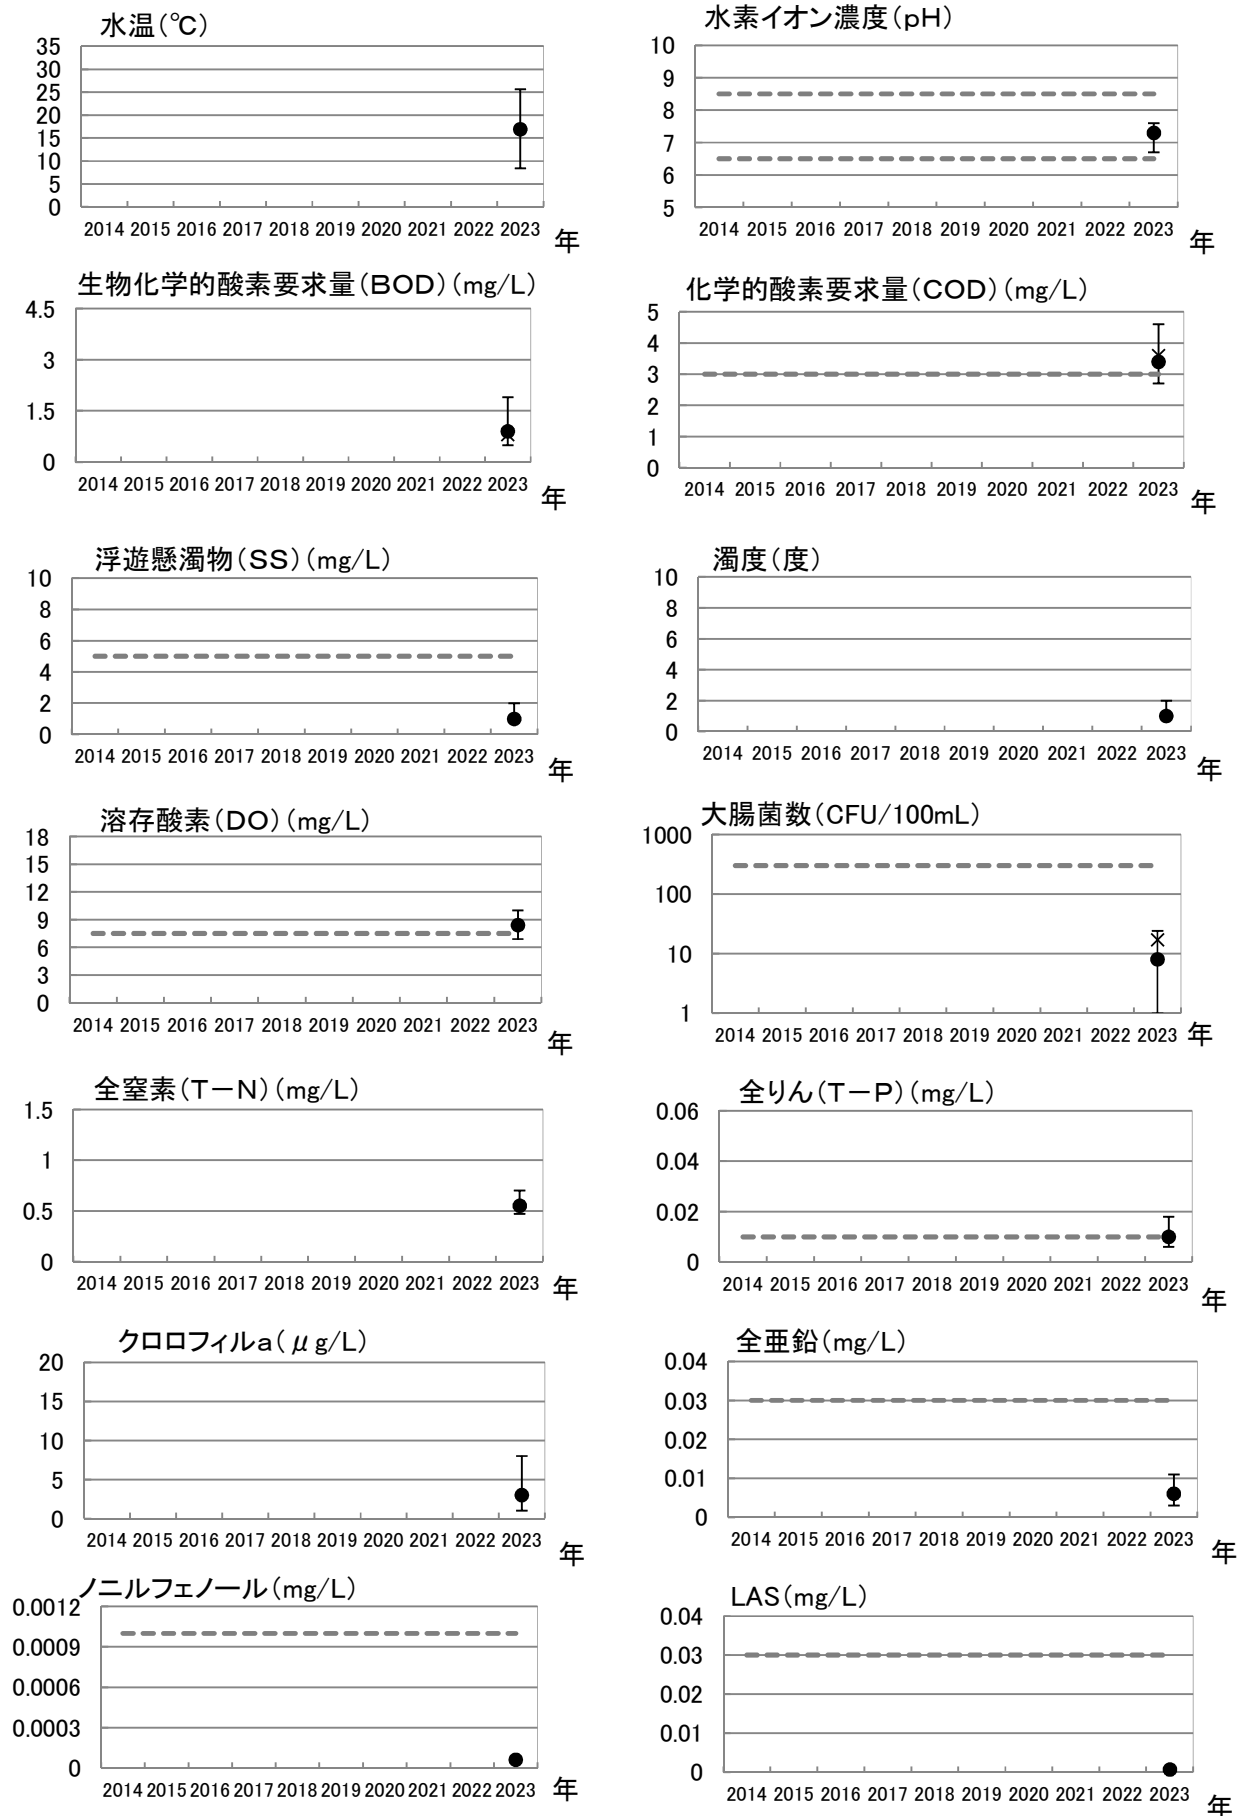 水温(℃)
35
30
25
20
15
10
5
0
2014 2015 2016 2017 2018 2019 2020 2021 2022 2023 年
水素イオン濃度(pH)
10
9
8
7
6
5
2014 2015 2016 2017 2018 2019 2020 2021 2022 2023 年
生物化学的酸素要求量(BOD)(mg/L)
4.5
3
1.5
0
2014 2015 2016 2017 2018 2019 2020 2021 2022 2023 年
化学的酸素要求量(COD)(mg/L)
5
4
3
2
1
0
2014 2015 2016 2017 2018 2019 2020 2021 2022 2023 年
浮遊懸濁物(SS)(mg/L)
10
8
6
4
2
0
2014 2015 2016 2017 2018 2019 2020 2021 2022 2023 年
濁度(度)
10
8
6
4
2
0
2014 2015 2016 2017 2018 2019 2020 2021 2022 2023 年
溶存酸素(DO)(mg/L)
18
15
12
9
6
3
0
2014 2015 2016 2017 2018 2019 2020 2021 2022 2023 年
大腸菌数(CFU/100mL)
1000
100
10
1
2014 2015 2016 2017 2018 2019 2020 2021 2022 2023 年
全窒素(T-N)(mg/L)
1.5
1
0.5
0
2014 2015 2016 2017 2018 2019 2020 2021 2022 2023 年
全りん(T-P)(mg/L)
0.06
0.04
0.02
0
2014 2015 2016 2017 2018 2019 2020 2021 2022 2023 年
クロロフィルa(μg/L)
20
15
10
5
0
2014 2015 2016 2017 2018 2019 2020 2021 2022 2023 年
全亜鉛(mg/L)
0.04
0.03
0.02
0.01
0
2014 2015 2016 2017 2018 2019 2020 2021 2022 2023 年
ノニルフェノール(mg/L)
0.0012
0.0009
0.0006
0.0003
0
2014 2015 2016 2017 2018 2019 2020 2021 2022 2023 年
LAS(mg/L)
0.04
0.03
0.02
0.01
0
2014 2015 2016 2017 2018 2019 2020 2021 2022 2023 年